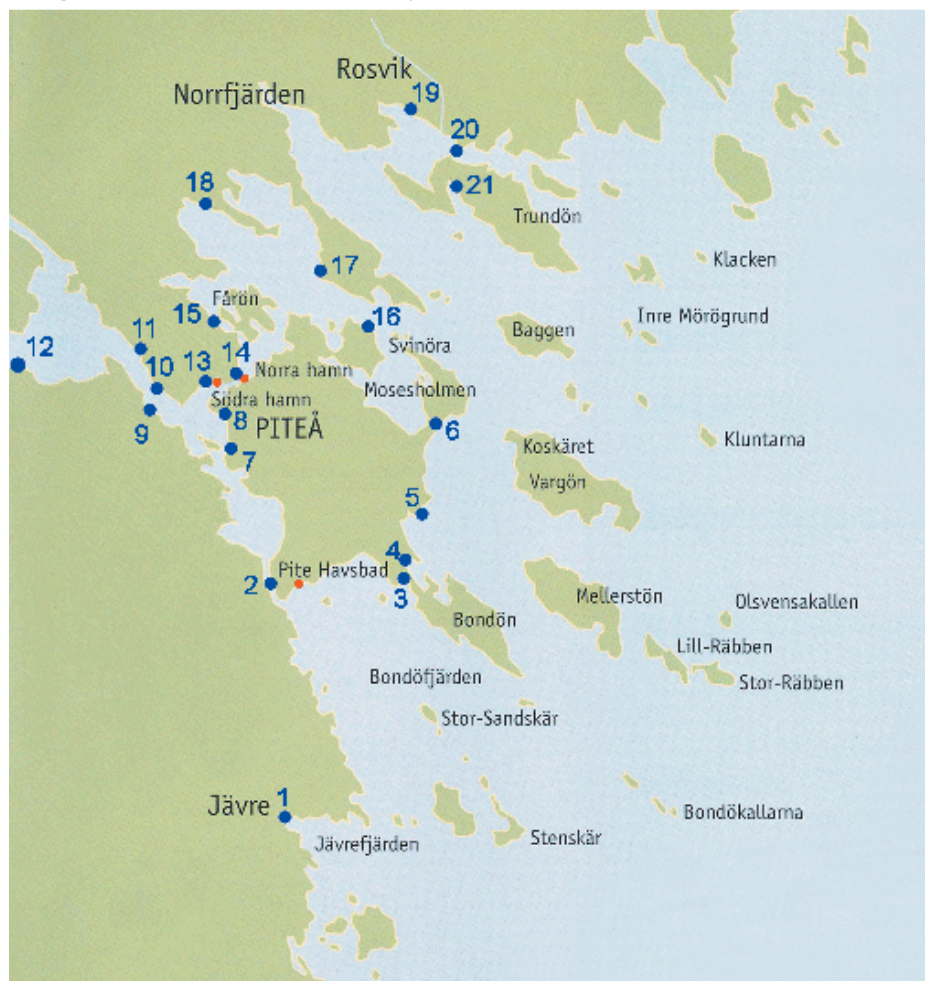 Rosvik
19
Norrfjärden
20
18
21
Trundön
Klacken
17
Fårön
15
16
Inre Mörögrund
Baggen
11
Svinöra
12
14
10
13
Norra hamn
Mosesholmen
Södra hamn
9
8
PITEÅ
6
Kluntarna
Koskäret
7
Vargön
5
4
Pite Havsbad
2
3
Mellerstön
Olsvensakallen
Bondön
Lill-Räbben
Bondöfjärden
Stor-Räbben
Stor-Sandskär
1
Jävre
Bondökallarna
Stenskär
Jävrefjärden